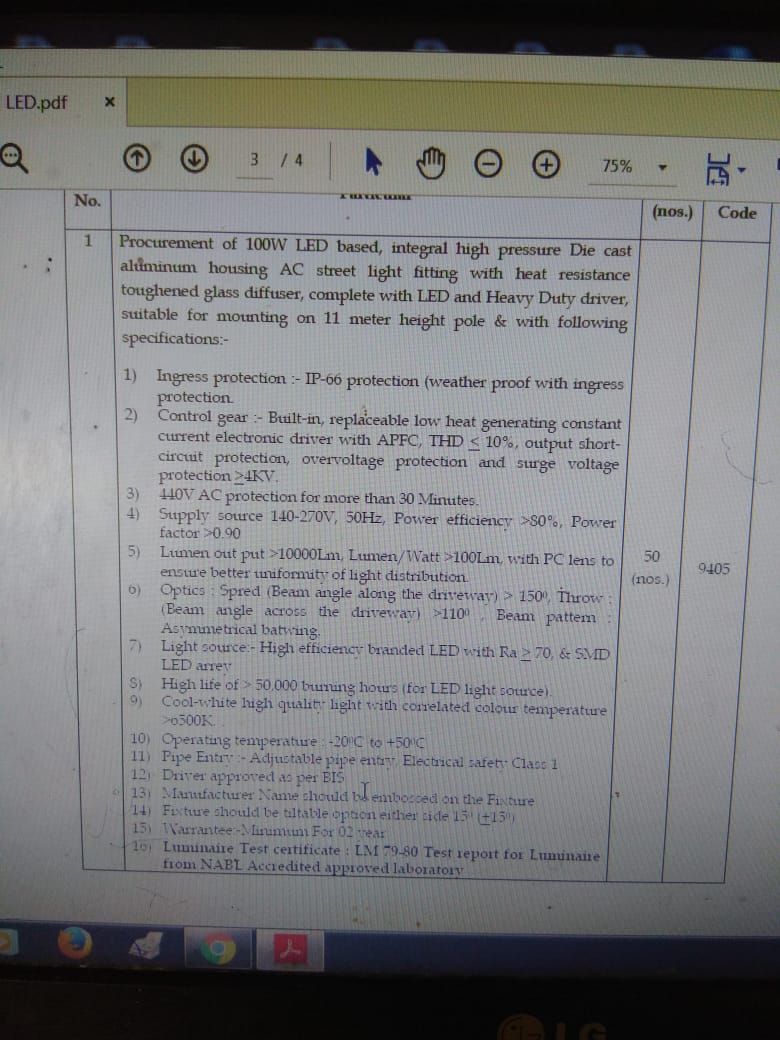 LED.pdf x
3 / 4 75%
No.
(nos.) Code
1 Procurement of 100W LED based, integral high pressure Die cast
aluminum housing AC street light fitting with heat resistance
toughened glass diffuser, complete with LED and Heavy Duty driver,
suitable for mounting on 11 meter height pole & with following
specifications:-
1) Ingress protection :- IP-66 protection (weather proof with ingress
protection.
2) Control gear :- Built-in, replaceable low heat generating constant
current electronic driver with APFC, THD ≤ 10%, output short-
circuit protection, overvoltage protection and surge voltage
protection ≥4KV.
3) 440V AC protection for more than 30 Minutes.
4) Supply source 140-270V, 50Hz, Power efficiency >80%, Power
factor >0.90
5) Lumen out put >10000Lm, Lumen/Watt >100Lm, with PC lens to
ensure better uniformity of light distribution.
50
(nos.)
9405
6) Optics : Spred (Beam angle along the driveway) > 150⁰, Throw :
(Beam angle across the driveway) >110⁰ , Beam pattern :
Asymmetrical batwing.
7) Light source:- High efficiency branded LED with Ra ≥ 70, & SMD
LED arrey
8) High life of > 50,000 burning hours (for LED light source).
9) Cool-white high quality light with correlated colour temperature
>6500K.
10) Operating temperature : -20⁰C to +50⁰C
11) Pipe Entry :- Adjustable pipe entry, Electrical safety Class 1
12) Driver approved as per BIS
13) Manufacturer Name should be embossed on the Fixture
14) Fixture should be tiltable option either side 15⁰ (±15⁰)
15) Warrantee:-Minimum For 02 year
16) Luminaire Test certificate : LM 79-80 Test report for Luminaire
from NABL Accredited approved laboratory
LG